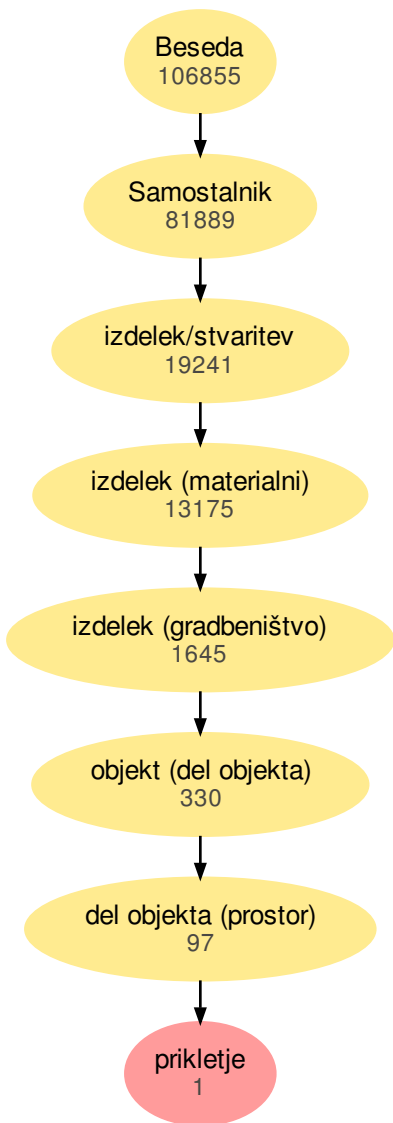 Beseda
106855
Samostalnik
81889
izdelek/stvaritev
19241
izdelek (materialni)
13175
izdelek (gradbeništvo)
1645
objekt (del objekta)
330
del objekta (prostor)
97
prikletje
1